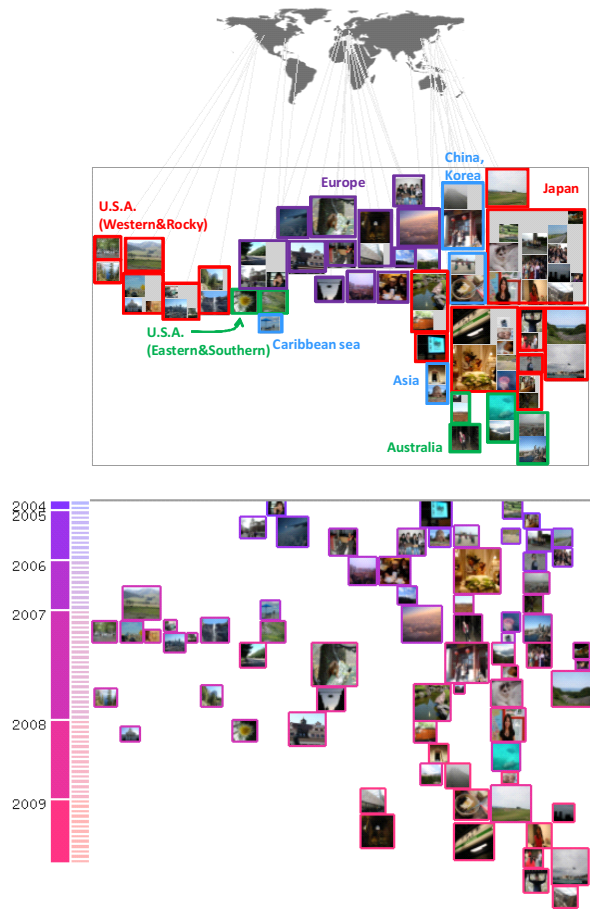 China,
Korea
Europe
Japan
U.S.A.
(Western&Rocky)
U.S.A.
(Eastern&Southern)
Caribbean sea
Asia
Australia
2004
2005
2006
2007
2008
2009